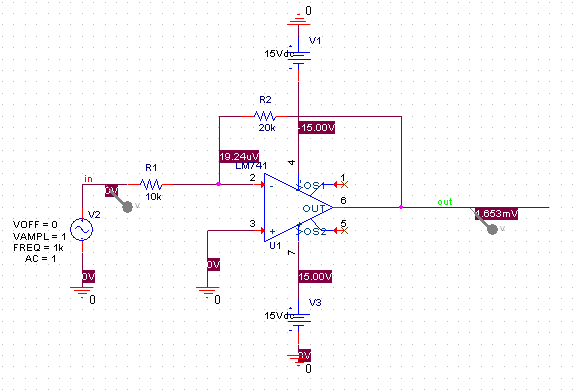 0
V1
15Vdc
R2
20k
-15.00V
19.24uV
LM741
4
in
R1
2
-
OS1
1
0V
10k
V
OUT
6
out
V2
4.653mV
V
VOFF = 0
VAMPL = 1
FREQ = 1k
AC = 1
3
+
OS2
5
U1
7
0V
0V
15.00V
0
0
V3
15Vdc
0V
0